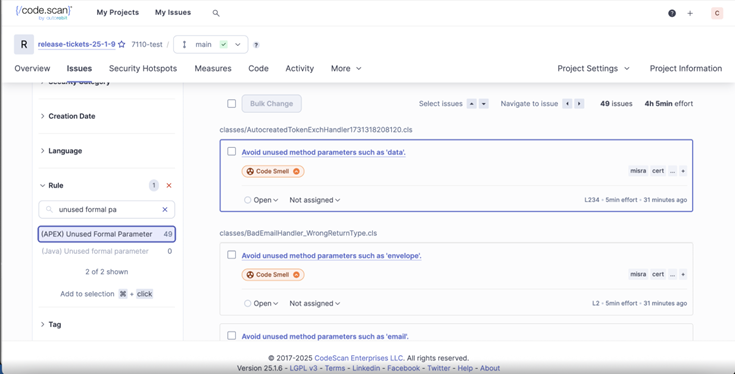 [/code.scan]
by autorabit
My Projects My Issues
?
+
C
R release-tickets-25-1-9 7110-test / main ?
Overview Issues Security Hotspots Measures Code Activity More Project Settings Project Information
Security Category
Creation Date
Language
Rule 1
unused formal pa
(APEX) Unused Formal Parameter 49
(Java) Unused formal parameter 0
2 of 2 shown
Add to selection ⌘ + click
Tag
Bulk Change Select issues Navigate to issue 49 issues 4h 5min effort
classes/AutocreatedTokenExchHandler1731318208120.cls
Avoid unused method parameters such as 'data'.
Code Smell misra cert ... +
Open Not assigned L234 • 5min effort • 31 minutes ago
classes/BadEmailHandler_WrongReturnType.cls
Avoid unused method parameters such as 'envelope'.
Code Smell misra cert ... +
Open Not assigned L2 • 5min effort • 31 minutes ago
Avoid unused method parameters such as 'email'.
© 2017-2025 CodeScan Enterprises LLC. All rights reserved.
Version 25.1.6 - LGPL v3 - Terms - Linkedin - Facebook - Twitter - Help - About